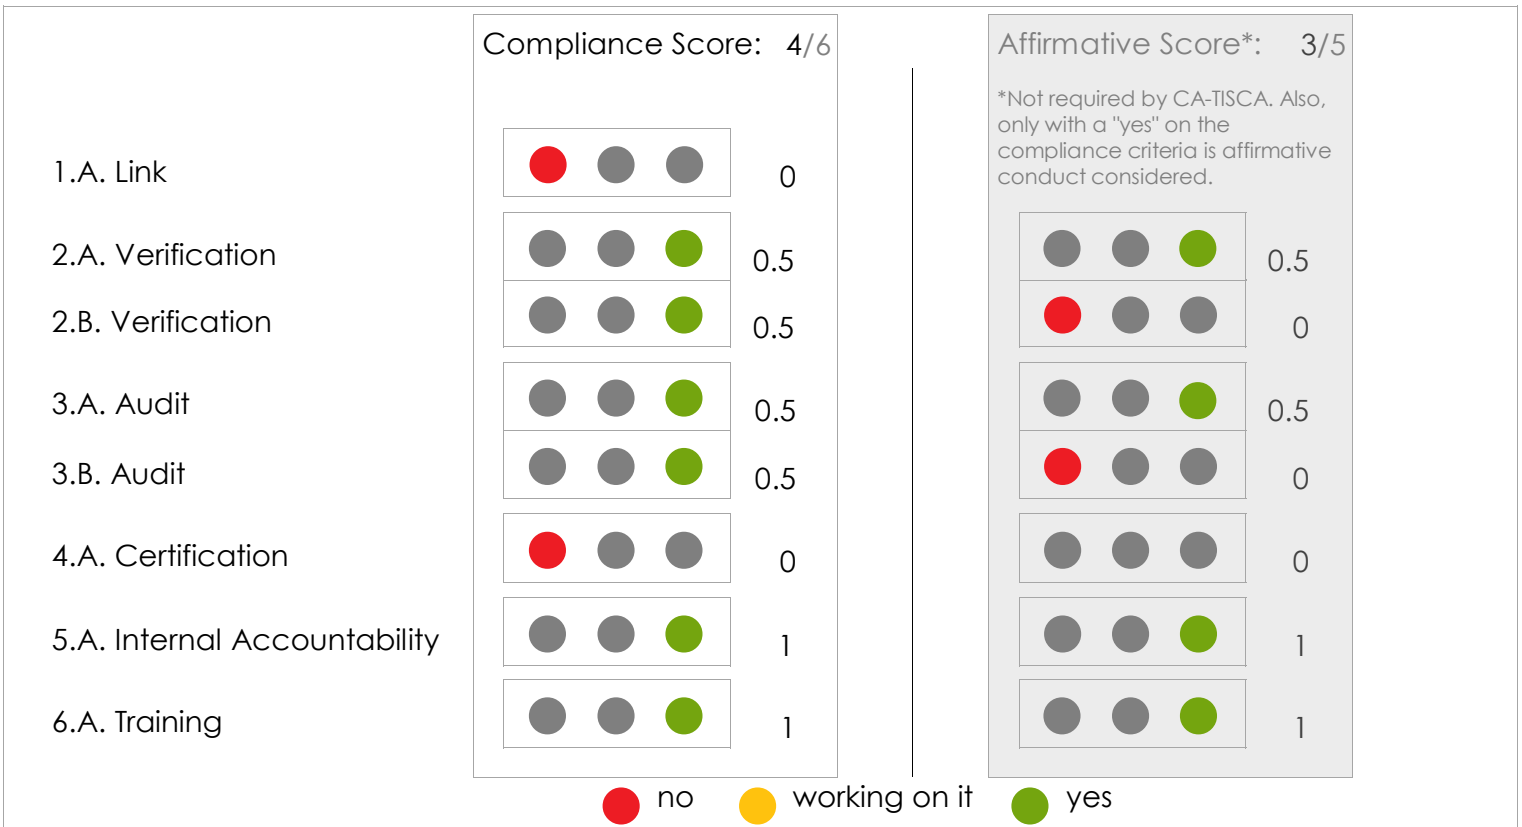 Compliance Score: 4/6
Affirmative Score*: 3/5
*Not required by CA-TISCA. Also,
only with a "yes" on the
compliance criteria is affirmative
conduct considered.
1.A. Link 0
2.A. Verification 0.5 0.5
2.B. Verification 0.5 0
3.A. Audit 0.5 0.5
3.B. Audit 0.5 0
4.A. Certification 0 0
5.A. Internal Accountability 1 1
6.A. Training 1 1
no working on it yes